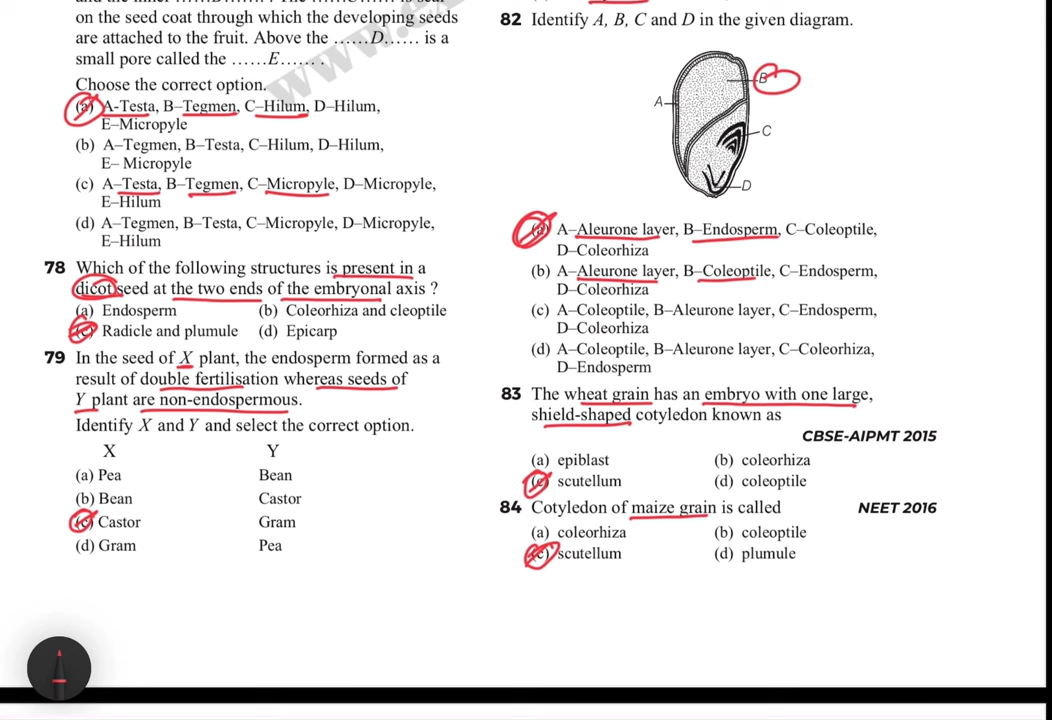 on the seed coat through which the developing seeds
are attached to the fruit. Above the ......D...... is a
small pore called the ......E...... .
Choose the correct option.
(a) A-Testa, B–Tegmen, C–Hilum, D–Hilum,
E–Micropyle
(b) A–Tegmen, B–Testa, C–Hilum, D–Hilum,
E– Micropyle
(c) A–Testa, B–Tegmen, C–Micropyle, D–Micropyle,
E–Hilum
(d) A–Tegmen, B–Testa, C–Micropyle, D–Micropyle,
E–Hilum
78 Which of the following structures is present in a
dicot seed at the two ends of the embryonal axis ?
(a) Endosperm (b) Coleorhiza and cleoptile
(c) Radicle and plumule (d) Epicarp
79 In the seed of X plant, the endosperm formed as a
result of double fertilisation whereas seeds of
Y plant are non-endospermous.
Identify X and Y and select the correct option.
X Y
(a) Pea Bean
(b) Bean Castor
(c) Castor Gram
(d) Gram Pea
82 Identify A, B, C and D in the given diagram.
B
A
C
D
(a) A–Aleurone layer, B–Endosperm, C–Coleoptile,
D–Coleorhiza
(b) A–Aleurone layer, B–Coleoptile, C–Endosperm,
D–Coleorhiza
(c) A–Coleoptile, B–Aleurone layer, C–Endosperm,
D–Coleorhiza
(d) A–Coleoptile, B–Aleurone layer, C–Coleorhiza,
D–Endosperm
83 The wheat grain has an embryo with one large,
shield-shaped cotyledon known as
CBSE-AIPMT 2015
(a) epiblast (b) coleorhiza
(c) scutellum (d) coleoptile
84 Cotyledon of maize grain is called NEET 2016
(a) coleorhiza (b) coleoptile
(c) scutellum (d) plumule